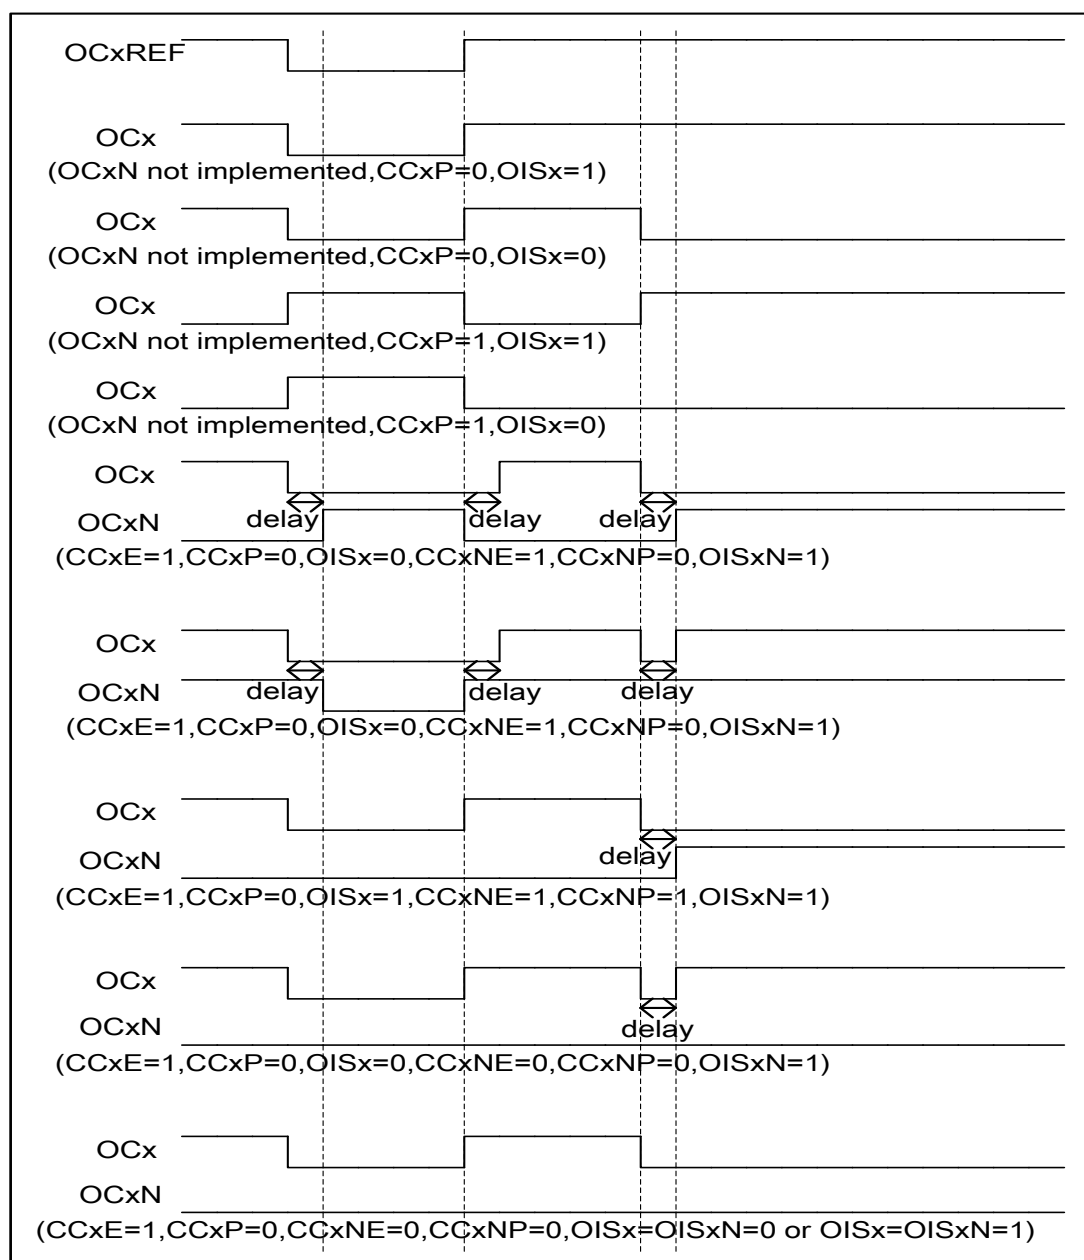 OCxREF
OCx
(OCxN not implemented,CCxP=0,OISx=1)
OCx
(OCxN not implemented,CCxP=0,OISx=0)
OCx
(OCxN not implemented,CCxP=1,OISx=1)
OCx
(OCxN not implemented,CCxP=1,OISx=0)
OCx
OCxN delay delay delay
(CCxE=1,CCxP=0,OISx=0,CCxNE=1,CCxNP=0,OISxN=1)
OCx
OCxN delay delay delay
(CCxE=1,CCxP=0,OISx=0,CCxNE=1,CCxNP=0,OISxN=1)
OCx
OCxN delay
(CCxE=1,CCxP=0,OISx=1,CCxNE=1,CCxNP=1,OISxN=1)
OCx
OCxN delay
(CCxE=1,CCxP=0,OISx=0,CCxNE=0,CCxNP=0,OISxN=1)
OCx
OCxN
(CCxE=1,CCxP=0,CCxNE=0,CCxNP=0,OISx=OISxN=0 or OISx=OISxN=1)